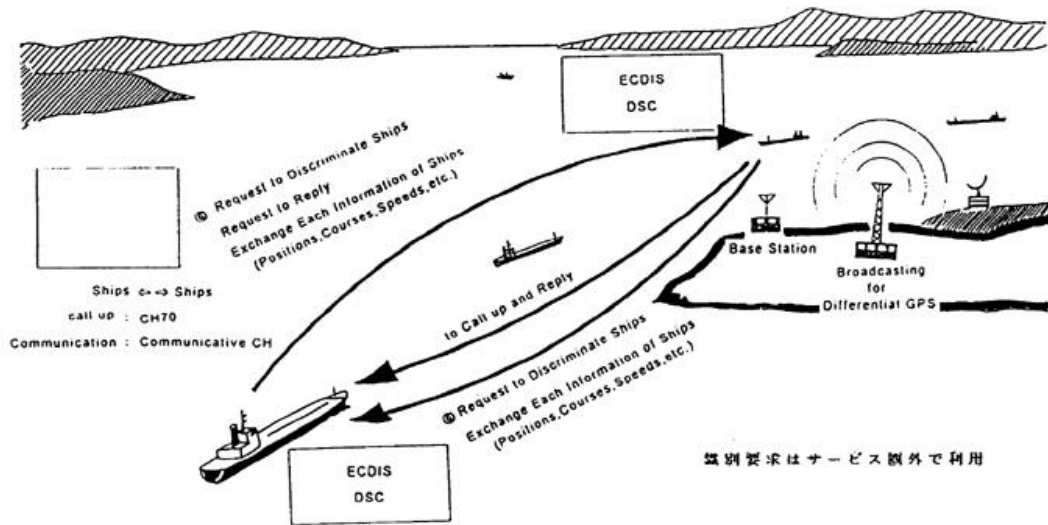 ECDIS
DSC
© Request to Discriminate Ships
Request to Reply
Exchange Each Information of Ships
(Positions,Courses,Speeds,etc.)
Base Station
Broadcasting
for
Differential GPS
Ships ⇔ Ships
call up : CH70
Communication : Communicative CH
to Call up and Reply
© Request to Discriminate Ships
Exchange Each Information of Ships
(Positions,Courses,Speeds,etc.)
ECDIS
DSC
識別要求はサービス圏外で利用